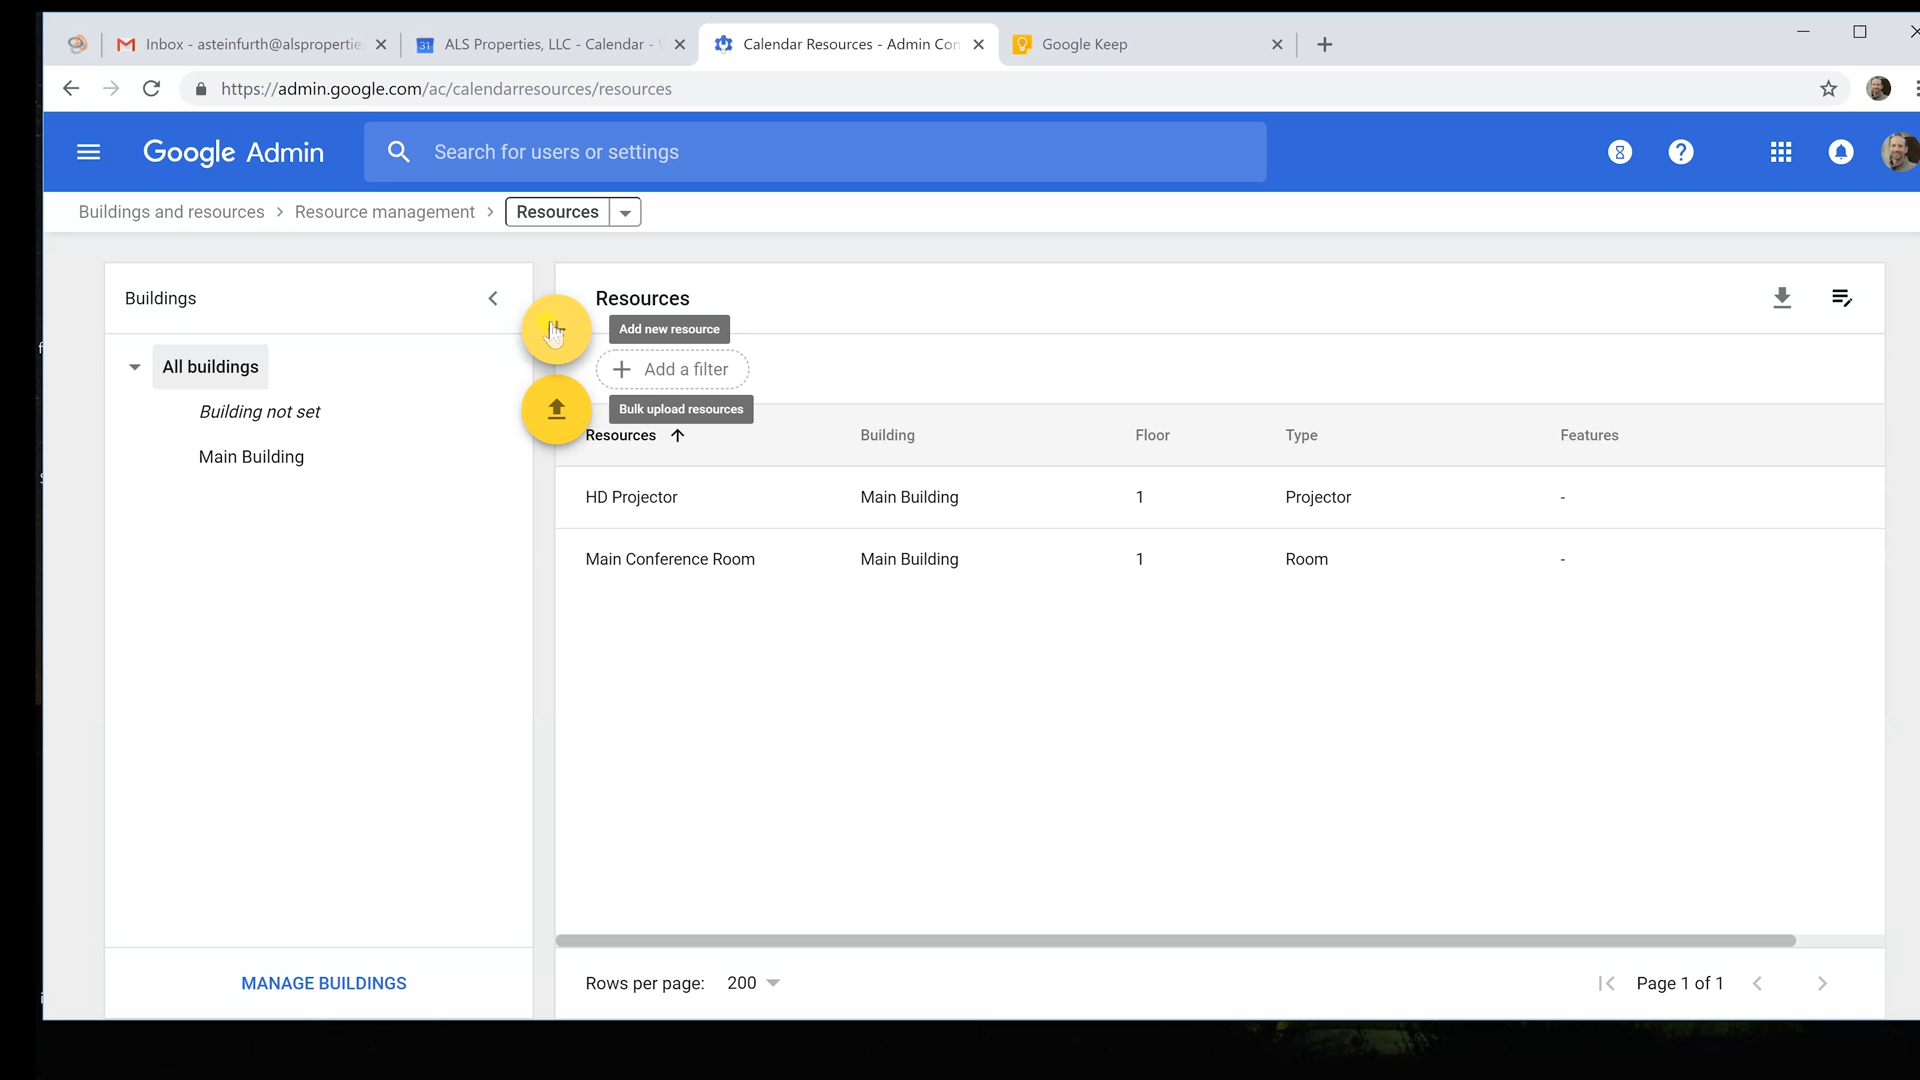 Inbox - asteinfurth@alspropertie
ALS Properties, LLC - Calendar -
Calendar Resources - Admin Con
Google Keep
https://admin.google.com/ac/calendarresources/resources
Google Admin
Search for users or settings
Buildings and resources > Resource management > Resources
Buildings
Resources
Add new resource
All buildings
Add a filter
Building not set
Bulk upload resources
Resources Building Floor Type Features
Main Building
HD Projector Main Building 1 Projector -
Main Conference Room Main Building 1 Room -
MANAGE BUILDINGS
Rows per page: 200
Page 1 of 1